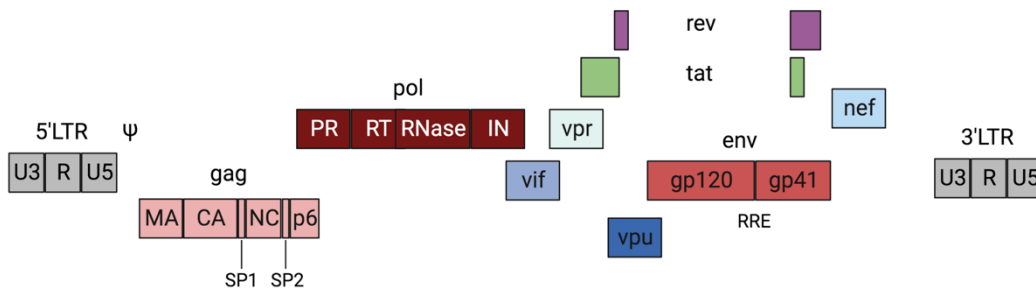 rev
tat
pol
nef
5'LTR ψ
PR RT RNase IN
vpr
env
3'LTR
U3 R U5
gag
vif
gp120 gp41
U3 R U5
MA CA NC p6
RRE
vpu
SP1 SP2